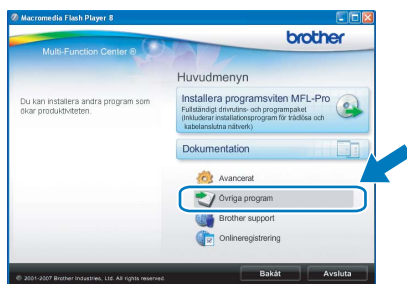 Macromedia Flash Player 8
brother
Multi-Function Center ®
Huvudmenyn
Du kan installera andra program som
ökar produktiviteten.
Installera programsviten MFL-Pro
Fullständigt drivrutins- och programpaket
(Inkluderar installationsprogram för trådlösa och
kabelanslutna nätverk)
Dokumentation
Avancerat
Övriga program
Brother support
Onlineregistrering
© 2001-2007 Brother Industries, Ltd. All rights reserved.
Bakåt
Avsluta